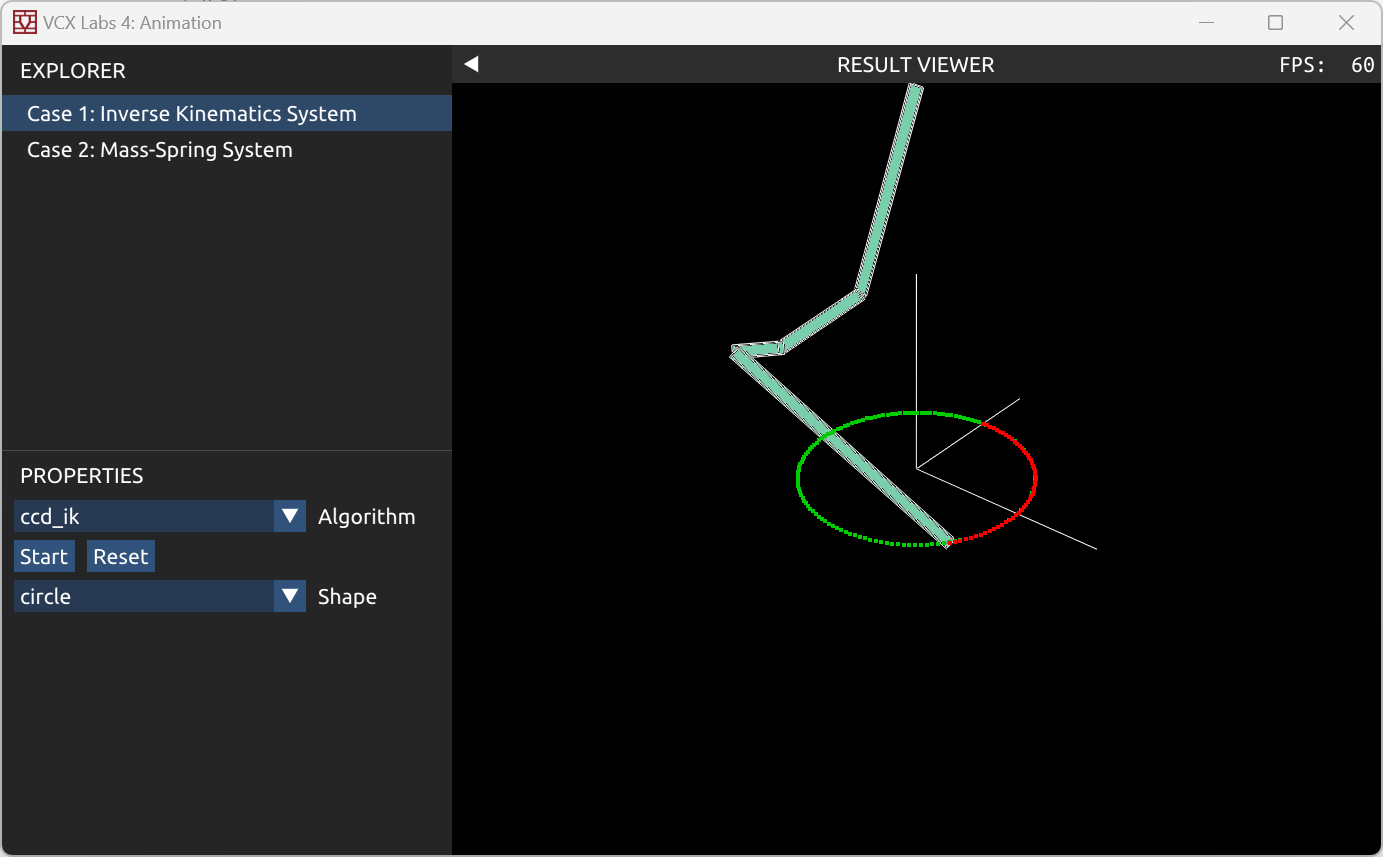 VCX Labs 4: Animation
EXPLORER
RESULT VIEWER
FPS: 60
Case 1: Inverse Kinematics System
Case 2: Mass-Spring System
PROPERTIES
ccd_ik Algorithm
Start Reset
circle Shape